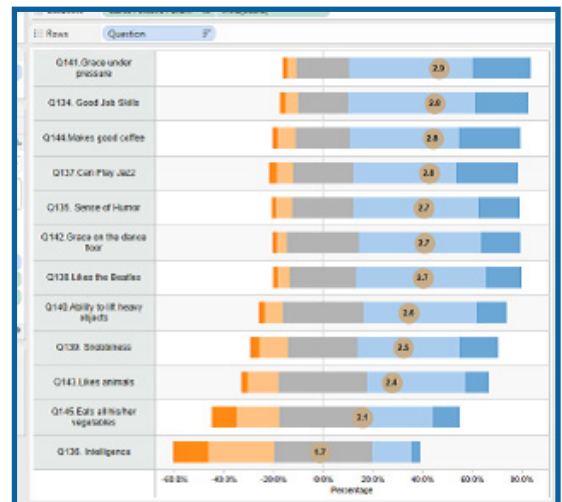 Rows Question
Q141.Grace under
pressure
2.9
Q134. Good Job Skills
Q144.Makes good coffee
2.8
Q137 Can Play Jazz
2.8
Q135. Sense of Humor
2.7
Q142.Grace on the dance
floor
2.7
Q138.Likes the Beatles
2.7
Q140.Ability to lift heavy
objects
2.6
Q139. Snobbiness
2.5
Q143.Likes animals
2.4
Q145.Eats all his/her
vegetables
2.1
Q136. Intelligence
1.7
-60.0% -40.0% -20.0% 0.0% 20.0% 40.0% 60.0% 80.0%
Percentage